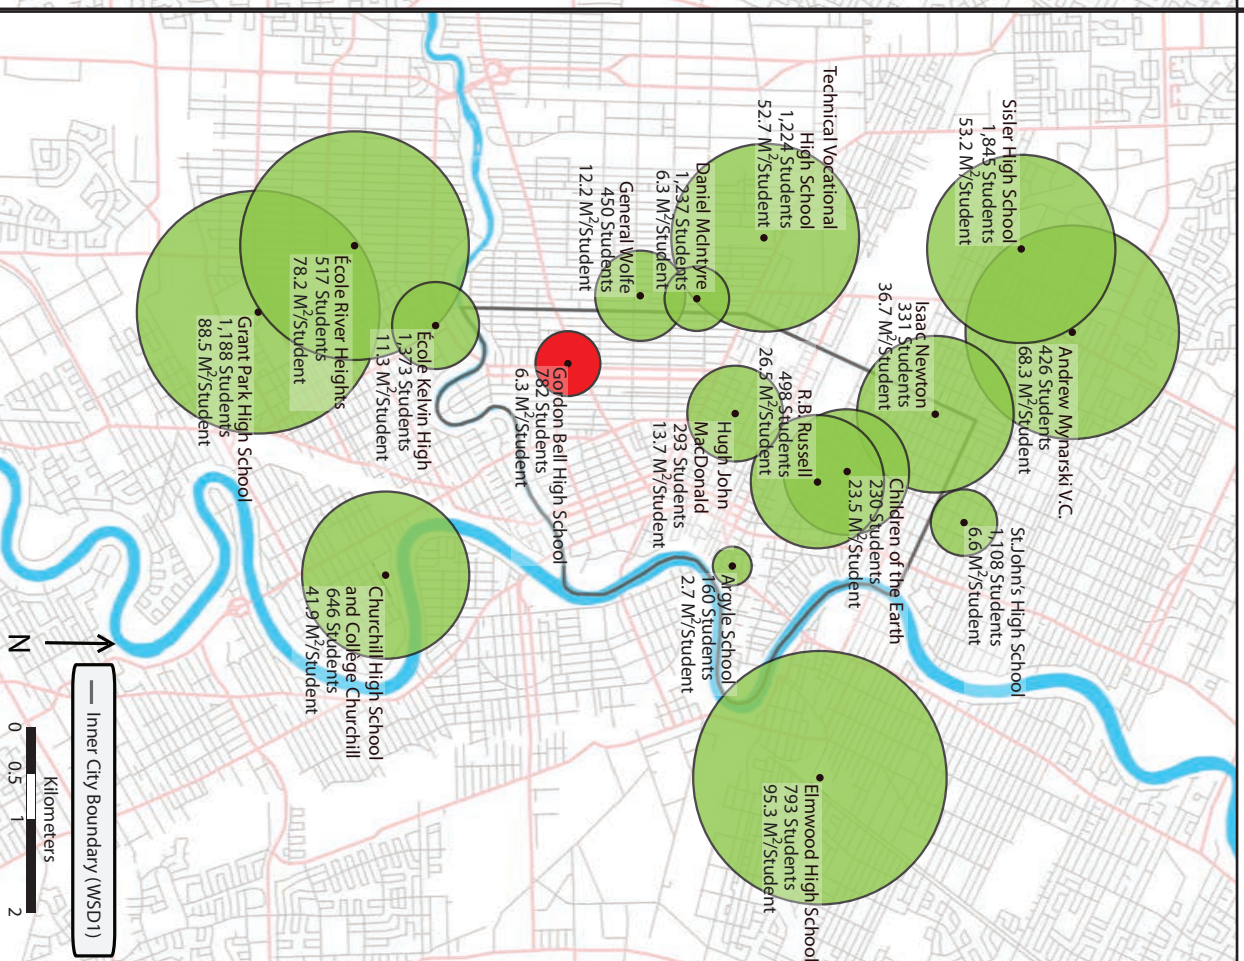 Sisler High School
1,845 Students
53.2 M²/Student
Andrew Mynarski V.C.
426 Students
68.3 M²/Student
Technical Vocational
High School
1,224 Students
52.7 M²/Student
Isaac Newton
331 Students
36.7 M²/Student
St.John's High School
1,108 Students
6.6 M²/Student
Daniel McIntyre
1,237 Students
6.3 M²/Student
General Wolfe
450 Students
12.2 M²/Student
R.B Russell
498 Students
26.5 M²/Student
Children of the Earth
230 Students
23.5 M²/Student
Hugh John
MacDonald
293 Students
13.7 M²/Student
Argyle School
160 Students
2.7 M²/Student
Elmwood High School
793 Students
95.3 M²/Student
Gordon Bell High School
782 Students
6.3 M²/Student
École Kelvin High
1,373 Students
11.3 M²/Student
École River Heights
517 Students
78.2 M²/Student
Grant Park High School
1,188 Students
88.5 M²/Student
Churchill High School
and Collège Churchill
646 Students
41.9 M²/Student
N
Inner City Boundary (WSD1)
Kilometers
0 0.5 1 2